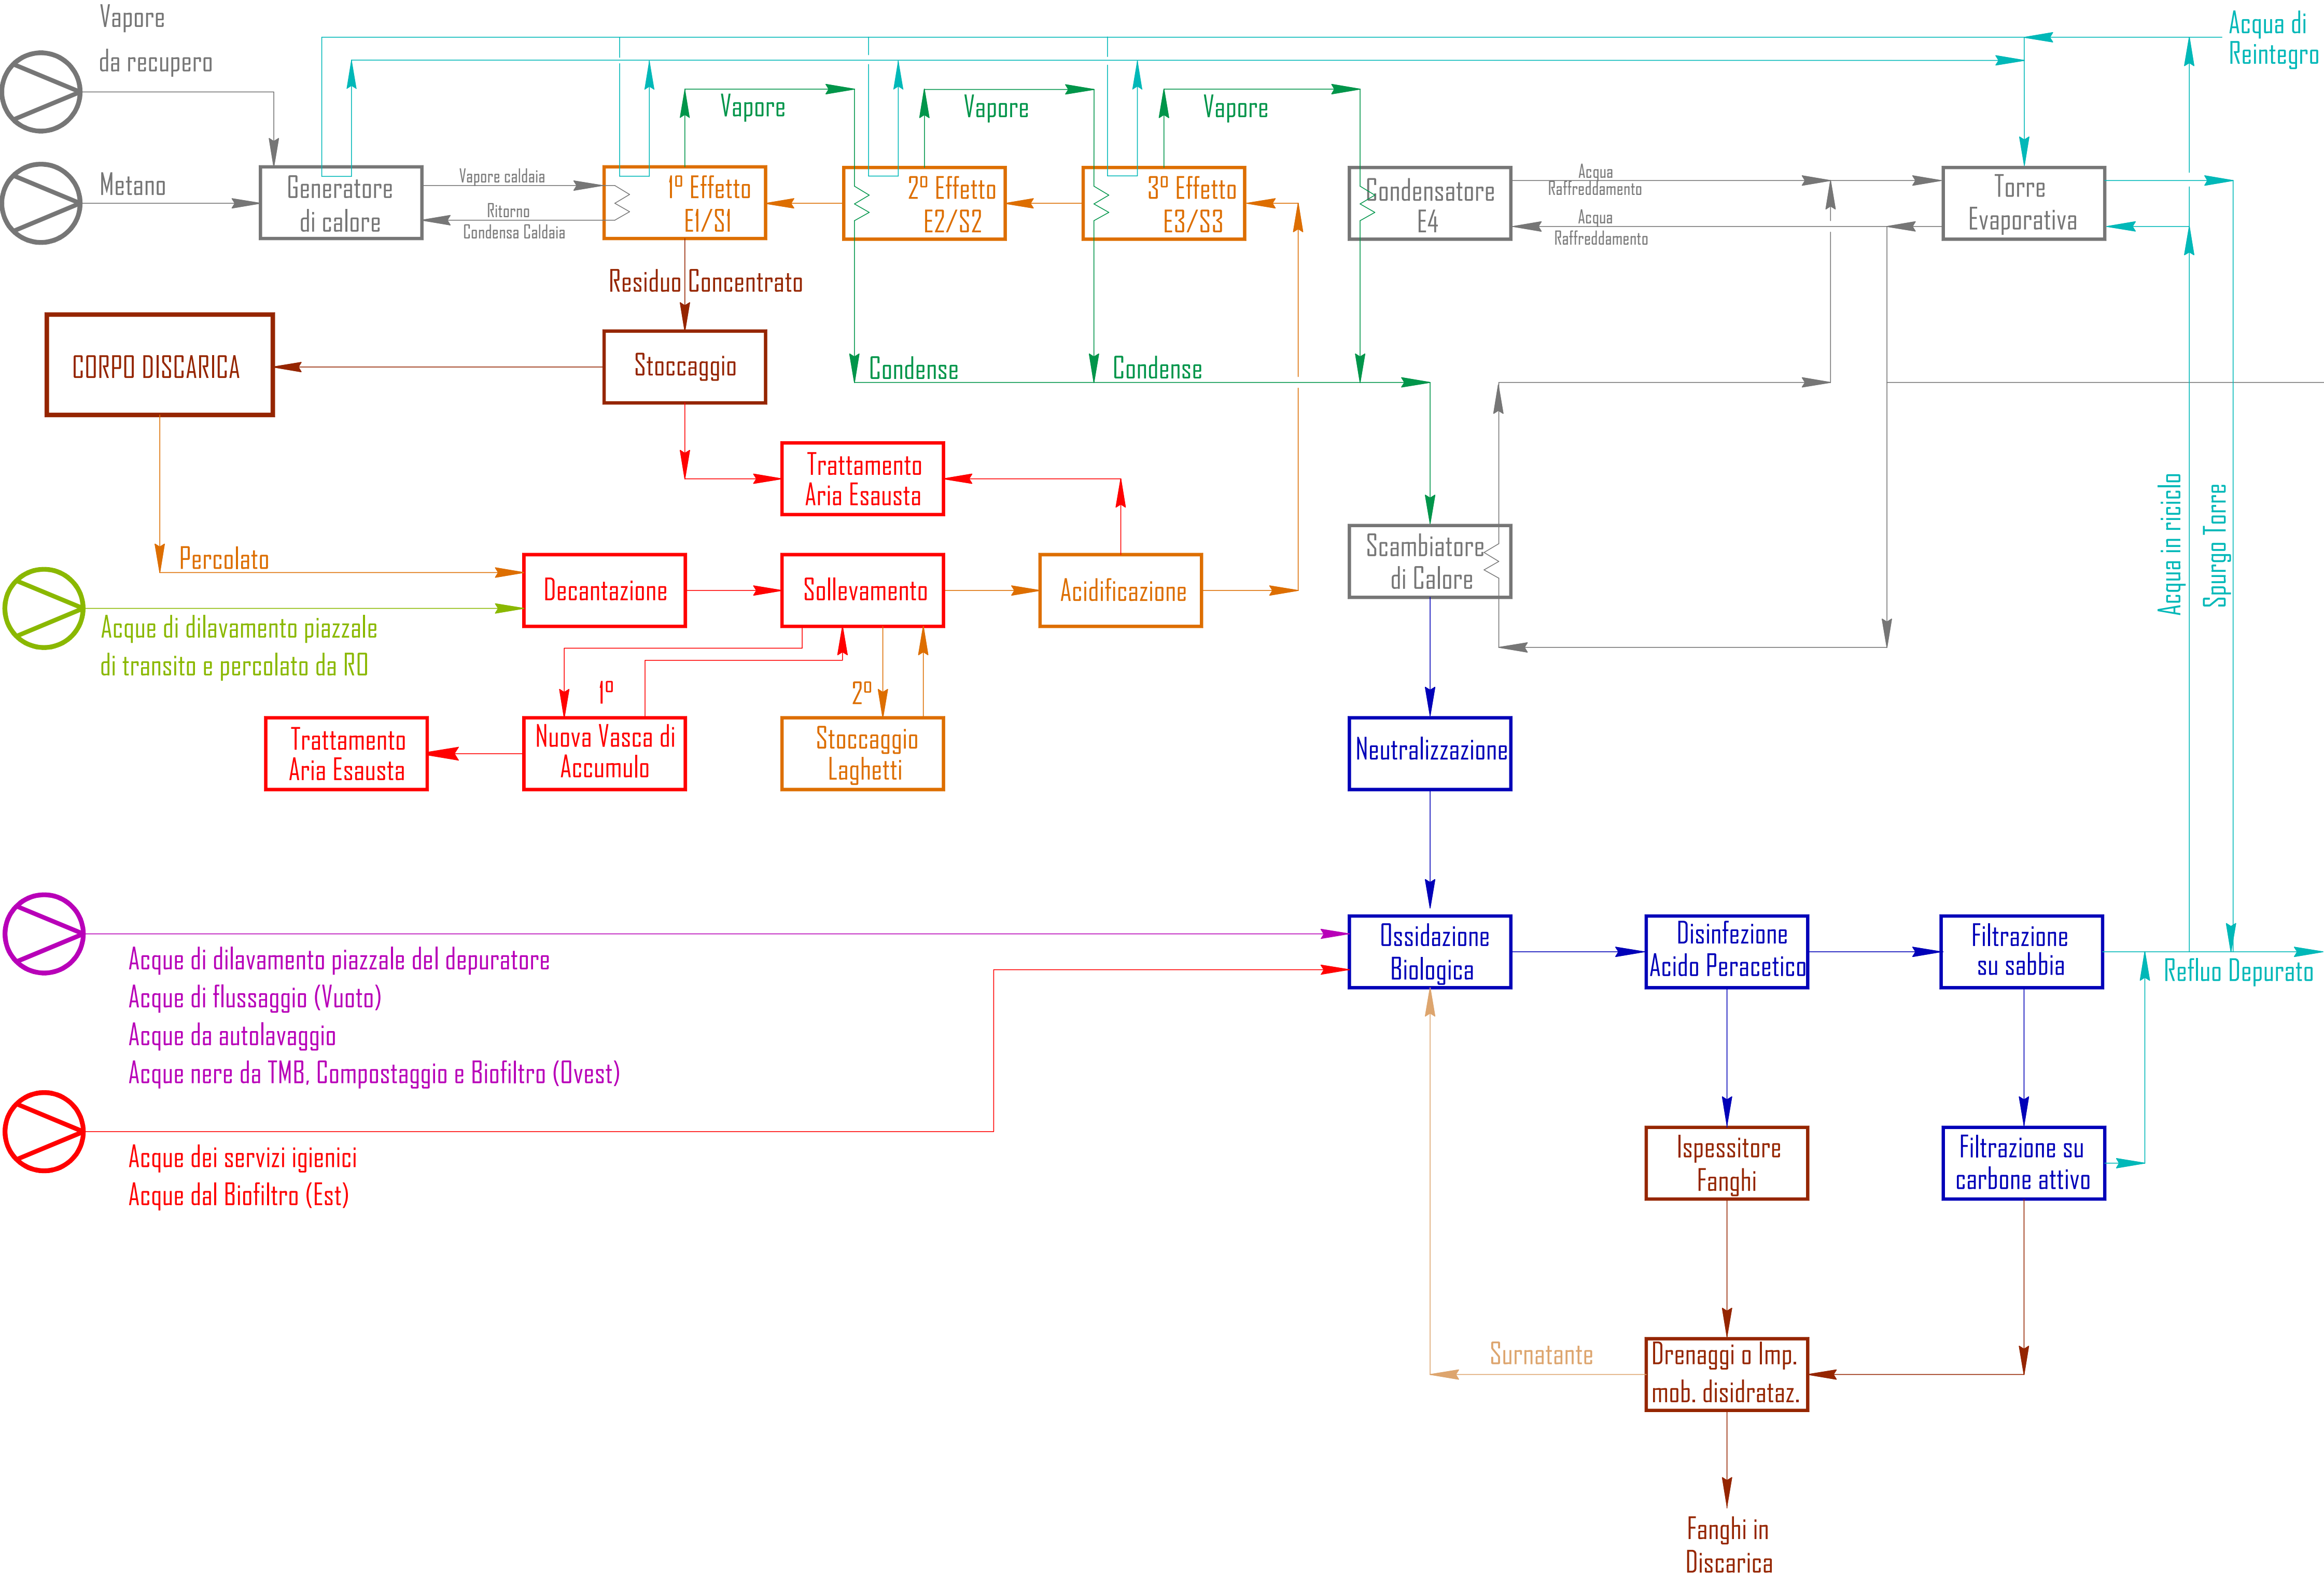 Vapore
da recupero
Acqua di
Reintegro
Vapore
Vapore
Vapore
Metano
Generatore
di calore
Vapore caldaia
Ritorno
Condensa Caldaia
1º Effetto
E1/S1
2º Effetto
E2/S2
3º Effetto
E3/S3
Condensatore
E4
Acqua
Raffreddamento
Acqua
Raffreddamento
Torre
Evaporativa
Residuo Concentrato
CORPO DISCARICA
Stoccaggio
Condense
Condense
Trattamento
Aria Esausta
Acqua in riciclo
Spurgo Torre
Scambiatore
di Calore
Percolato
Decantazione
Sollevamento
Acidificazione
Acque di dilavamento piazzale
di transito e percolato da RO
1º
2º
Trattamento
Aria Esausta
Nuova Vasca di
Accumulo
Stoccaggio
Laghetti
Neutralizzazione
Ossidazione
Biologica
Disinfezione
Acido Peracetico
Filtrazione
su sabbia
Refluo Depurato
Acque di dilavamento piazzale del depuratore
Acque di flussaggio (Vuoto)
Acque da autolavaggio
Acque nere da TMB, Compostaggio e Biofiltro (Ovest)
Acque dei servizi igienici
Acque dal Biofiltro (Est)
Ispessitore
Fanghi
Filtrazione su
carbone attivo
Surnatante
Drenaggi o Imp.
mob. disidrataz.
Fanghi in
Discarica